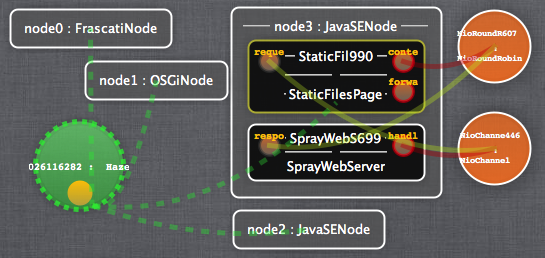 node0 : FrascatiNode
node1 : OSGiNode
026116282 : Haze
node3 : JavaSENode
reque
StaticFil990
conte
forwa
StaticFilesPage
respo.
SprayWebS699
handl
SprayWebServer
node2 : JavaSENode
NioRoundR607
NioRoundRobin
NioChanne446
NioChannel